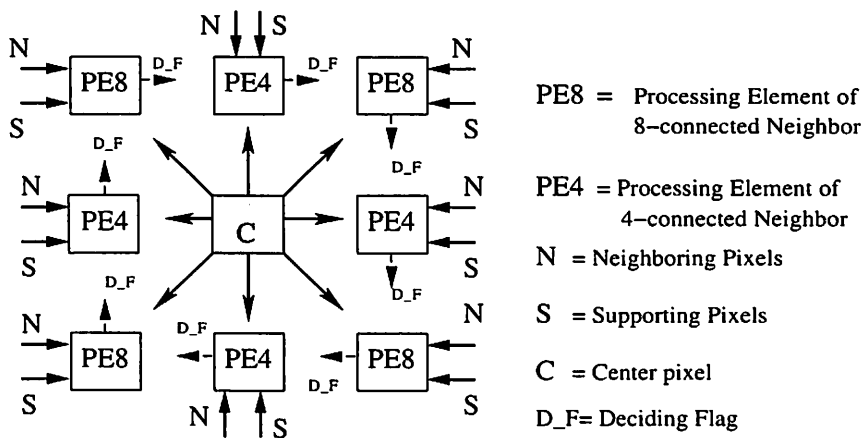 N S
N D_F D_F N
PE8 PE4 PE8
S S
D_F D_F
N N
PE4 C PE4
S S
D_F D_F
N D_F N
PE8 PE4 PE8
S D_F S
N S
PE8 = Processing Element of
8-connected Neighbor
PE4 = Processing Element of
4-connected Neighbor
N = Neighboring Pixels
S = Supporting Pixels
C = Center pixel
D_F= Deciding Flag